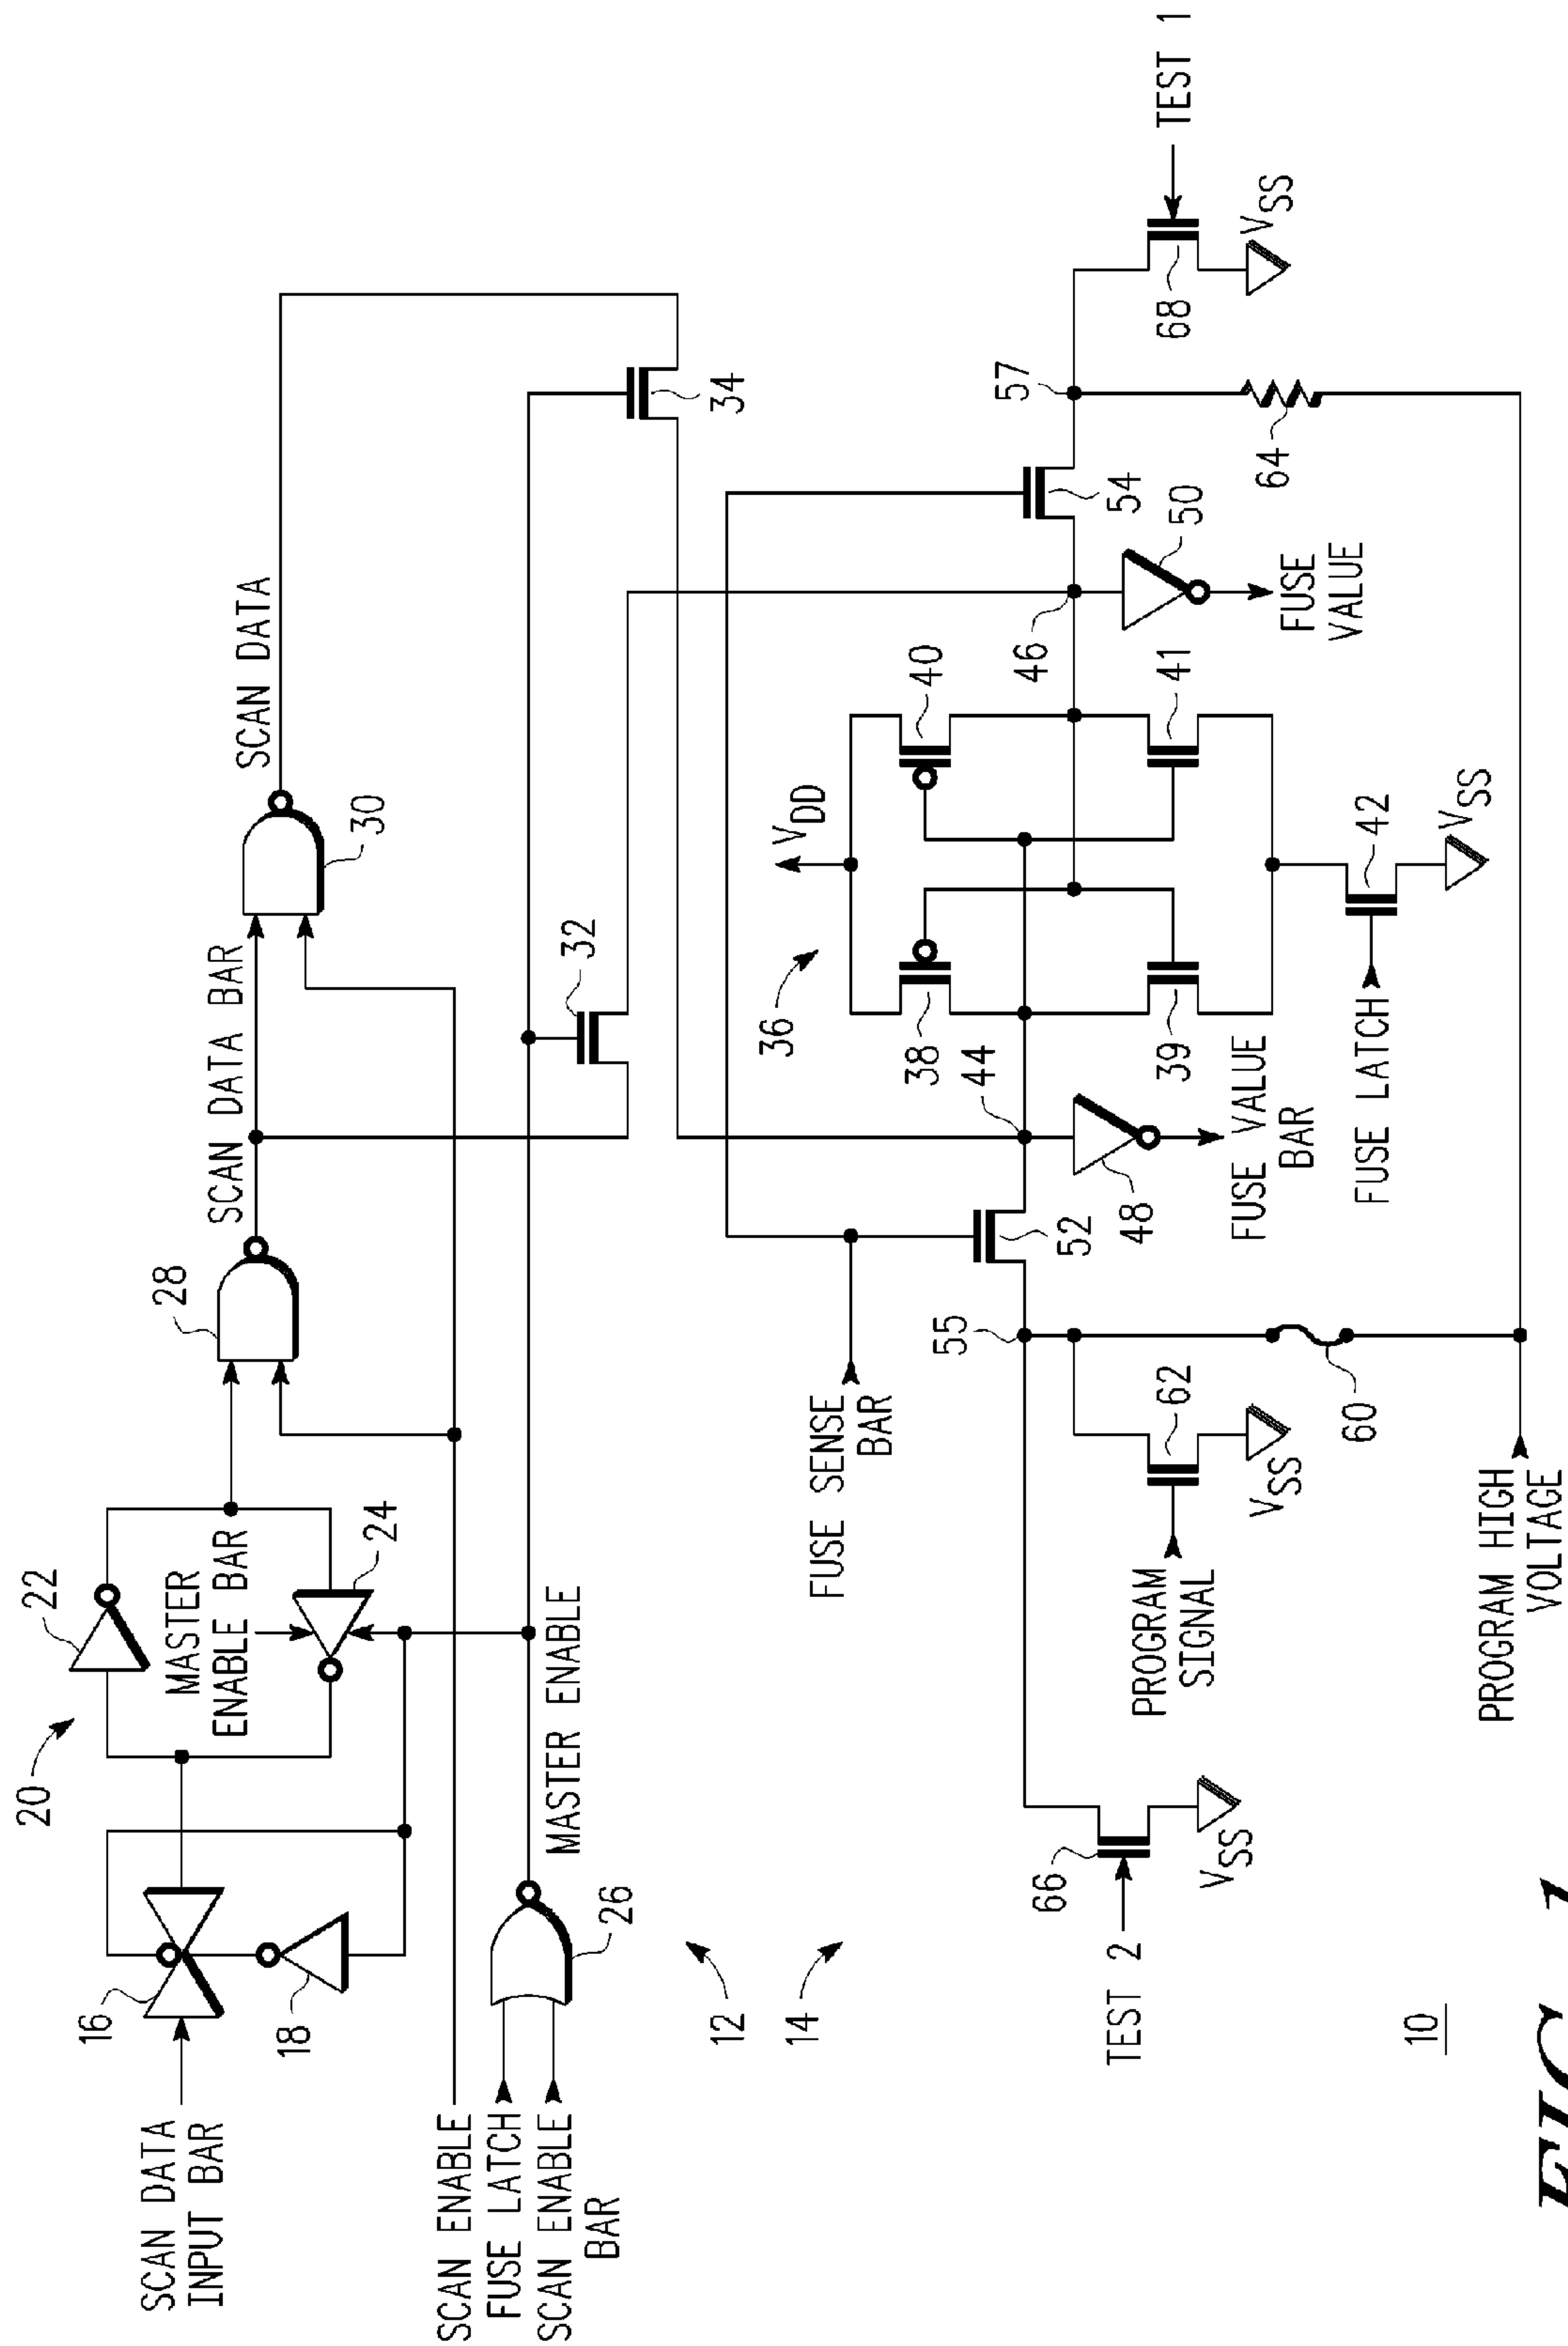 SCAN DATA
INPUT BAR
16
18
20
22
MASTER
ENABLE BAR
24
28
SCAN DATA BAR
30
SCAN DATA
SCAN ENABLE
FUSE LATCH
SCAN ENABLE
BAR
26
MASTER ENABLE
32
34
12
14
FUSE SENSE
BAR
36
VDD
38
40
39
41
44
46
52
54
55
57
48
50
FUSE VALUE
BAR
FUSE
VALUE
FUSE LATCH
42
VSS
TEST 2
66
VSS
PROGRAM
SIGNAL
62
VSS
60
64
68
VSS
TEST 1
PROGRAM HIGH
VOLTAGE
10
FIG. 1